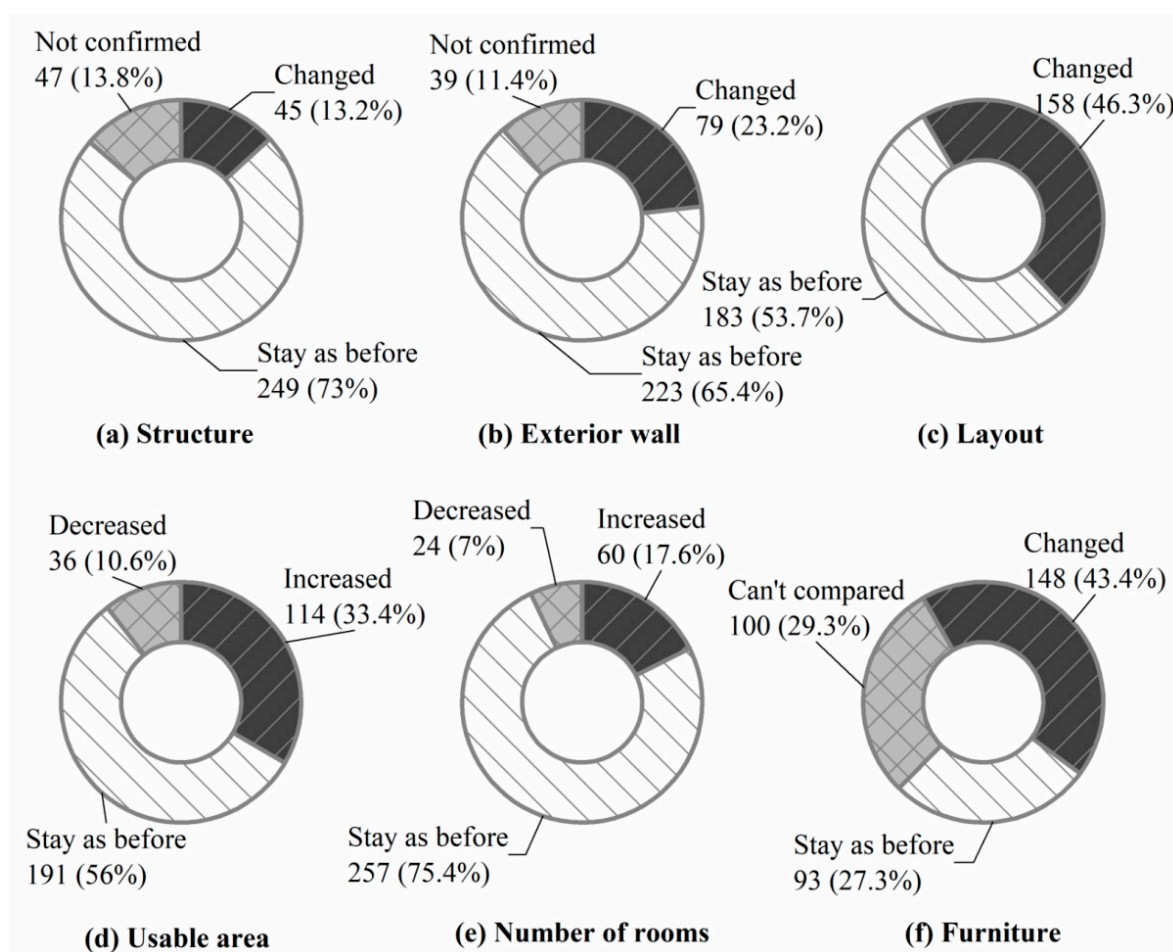 Not confirmed
47 (13.8%)
Changed
45 (13.2%)
Stay as before
249 (73%)
(a) Structure
Not confirmed
39 (11.4%)
Changed
79 (23.2%)
Stay as before
223 (65.4%)
(b) Exterior wall
Changed
158 (46.3%)
Stay as before
183 (53.7%)
(c) Layout
Decreased
36 (10.6%)
Increased
114 (33.4%)
Stay as before
191 (56%)
(d) Usable area
Decreased
24 (7%)
Increased
60 (17.6%)
Stay as before
257 (75.4%)
(e) Number of rooms
Changed
148 (43.4%)
Can't compared
100 (29.3%)
Stay as before
93 (27.3%)
(f) Furniture